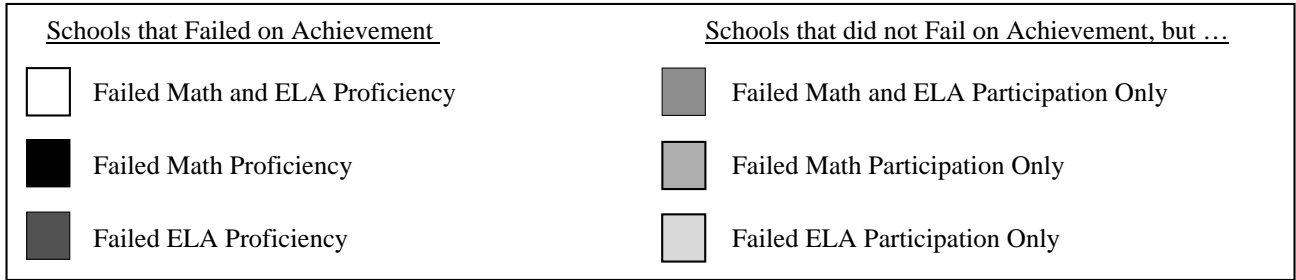 Schools that Failed on Achievement
Failed Math and ELA Proficiency
Failed Math Proficiency
Failed ELA Proficiency
Schools that did not Fail on Achievement, but …
Failed Math and ELA Participation Only
Failed Math Participation Only
Failed ELA Participation Only